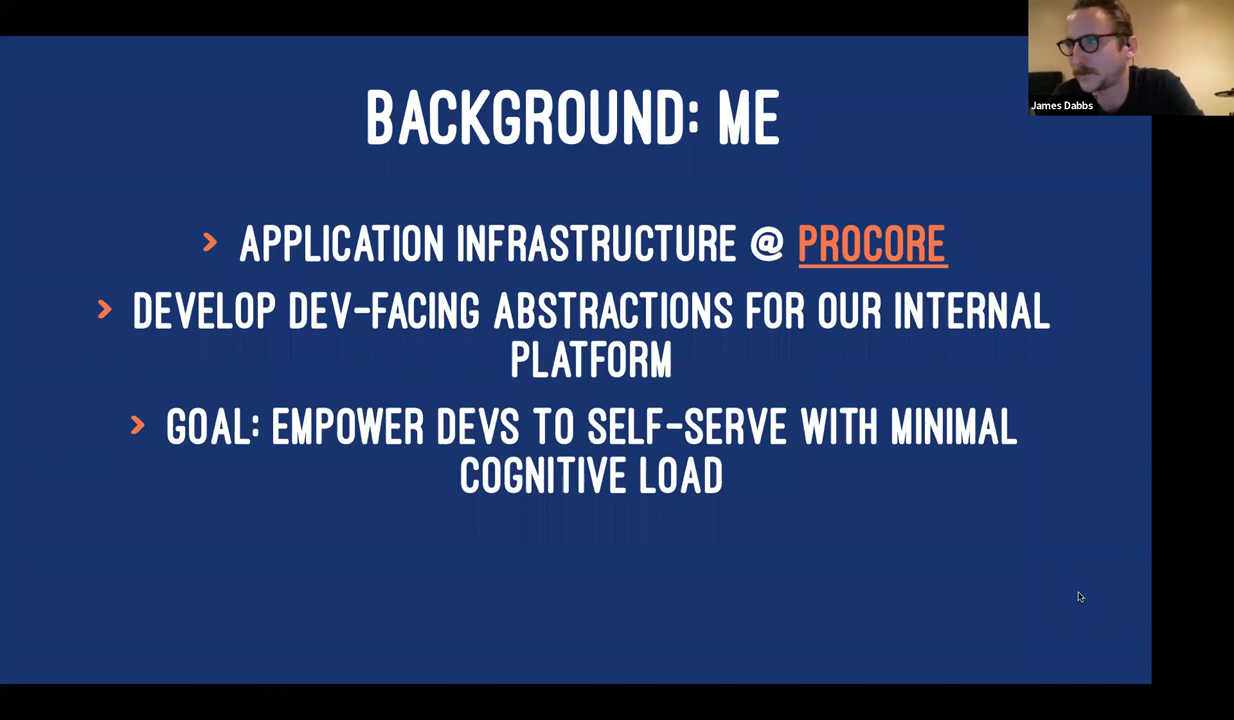 BACKGROUND: ME
James Dabbs
> APPLICATION INFRASTRUCTURE @ PROCORE
> DEVELOP DEV-FACING ABSTRACTIONS FOR OUR INTERNAL
PLATFORM
> GOAL: EMPOWER DEVS TO SELF-SERVE WITH MINIMAL
COGNITIVE LOAD